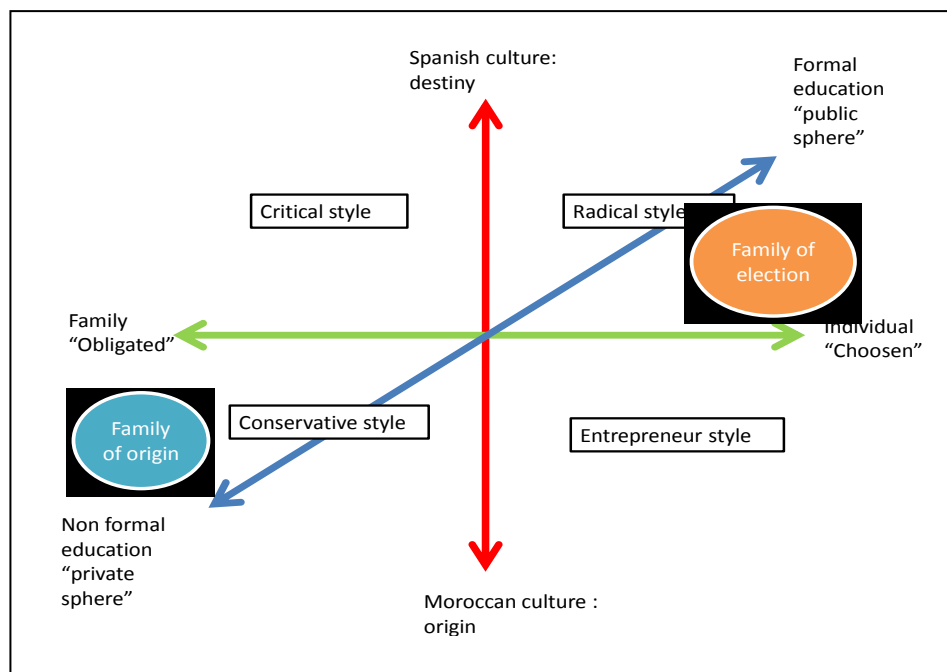 Spanish culture:
destiny
Formal
education
“public
sphere”
Critical style
Radical style
Family of
election
Family
“Obligated”
Individual
“Choosen”
Family
of origin
Conservative style
Entrepreneur style
Non formal
education
“private
sphere”
Moroccan culture :
origin